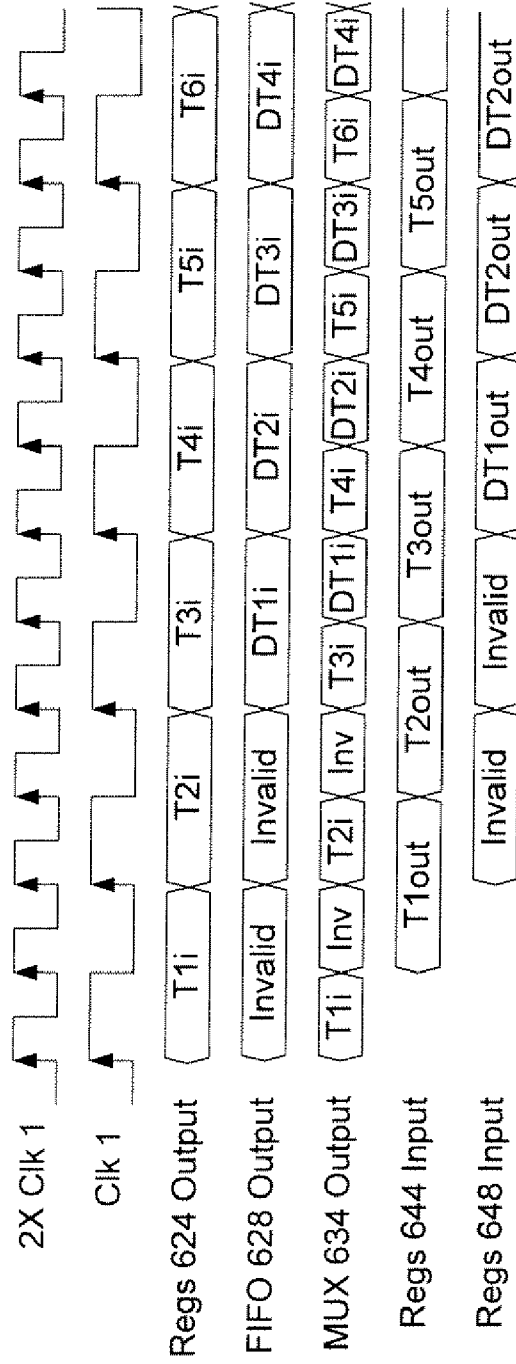 2X Clk 1
Clk 1
Regs 624 Output T1i T2i T3i T4i T5i T6i
FIFO 628 Output Invalid Invalid DT1i DT2i DT3i DT4i
MUX 634 Output T1i Inv T2i Inv T3i DT1i T4i DT2i T5i DT3i T6i DT4i
Regs 644 Input T1out T2out T3out T4out T5out
Regs 648 Input Invalid Invalid DT1out DT2out DT2out